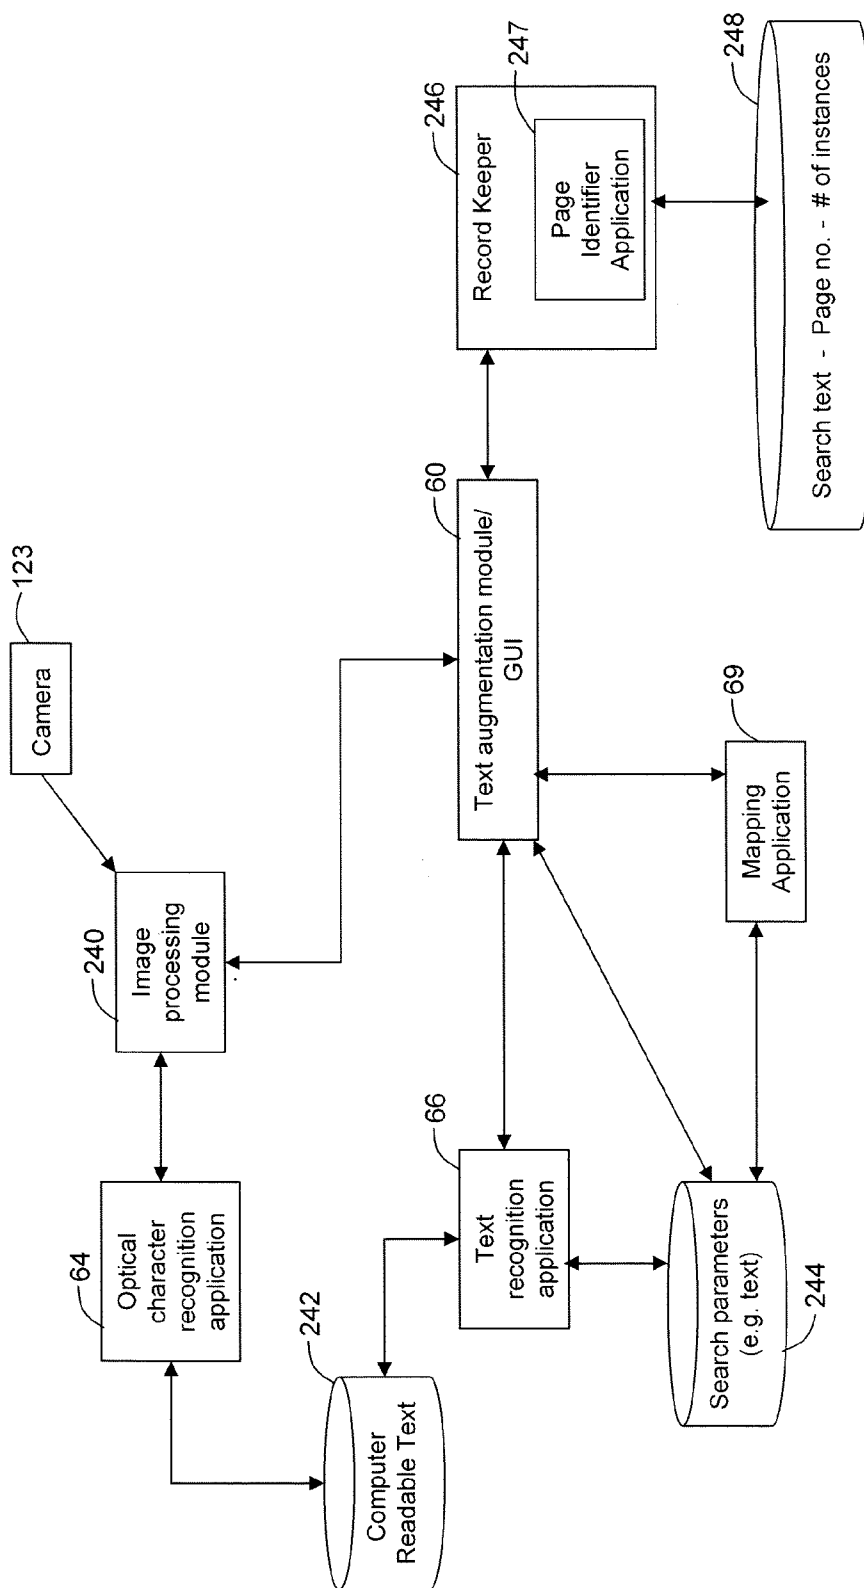 Camera
123
240
Image
processing
module
64
Optical
character
recognition
application
242
Computer
Readable Text
66
Text
recognition
application
Search parameters
(e.g. text)
244
60
Text augmentation module/
GUI
69
Mapping
Application
246
Record Keeper
247
Page
Identifier
Application
248
Search text - Page no. - # of instances